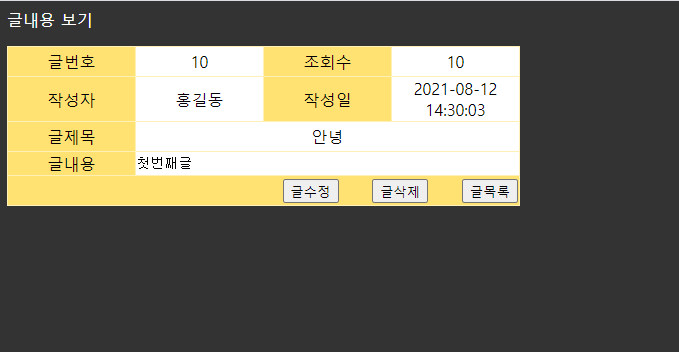 글내용 보기
글번호 10 조회수 10
작성자 홍길동 작성일 2021-08-12
14:30:03
글제목 안녕
글내용 첫번째글
글수정 글삭제 글목록